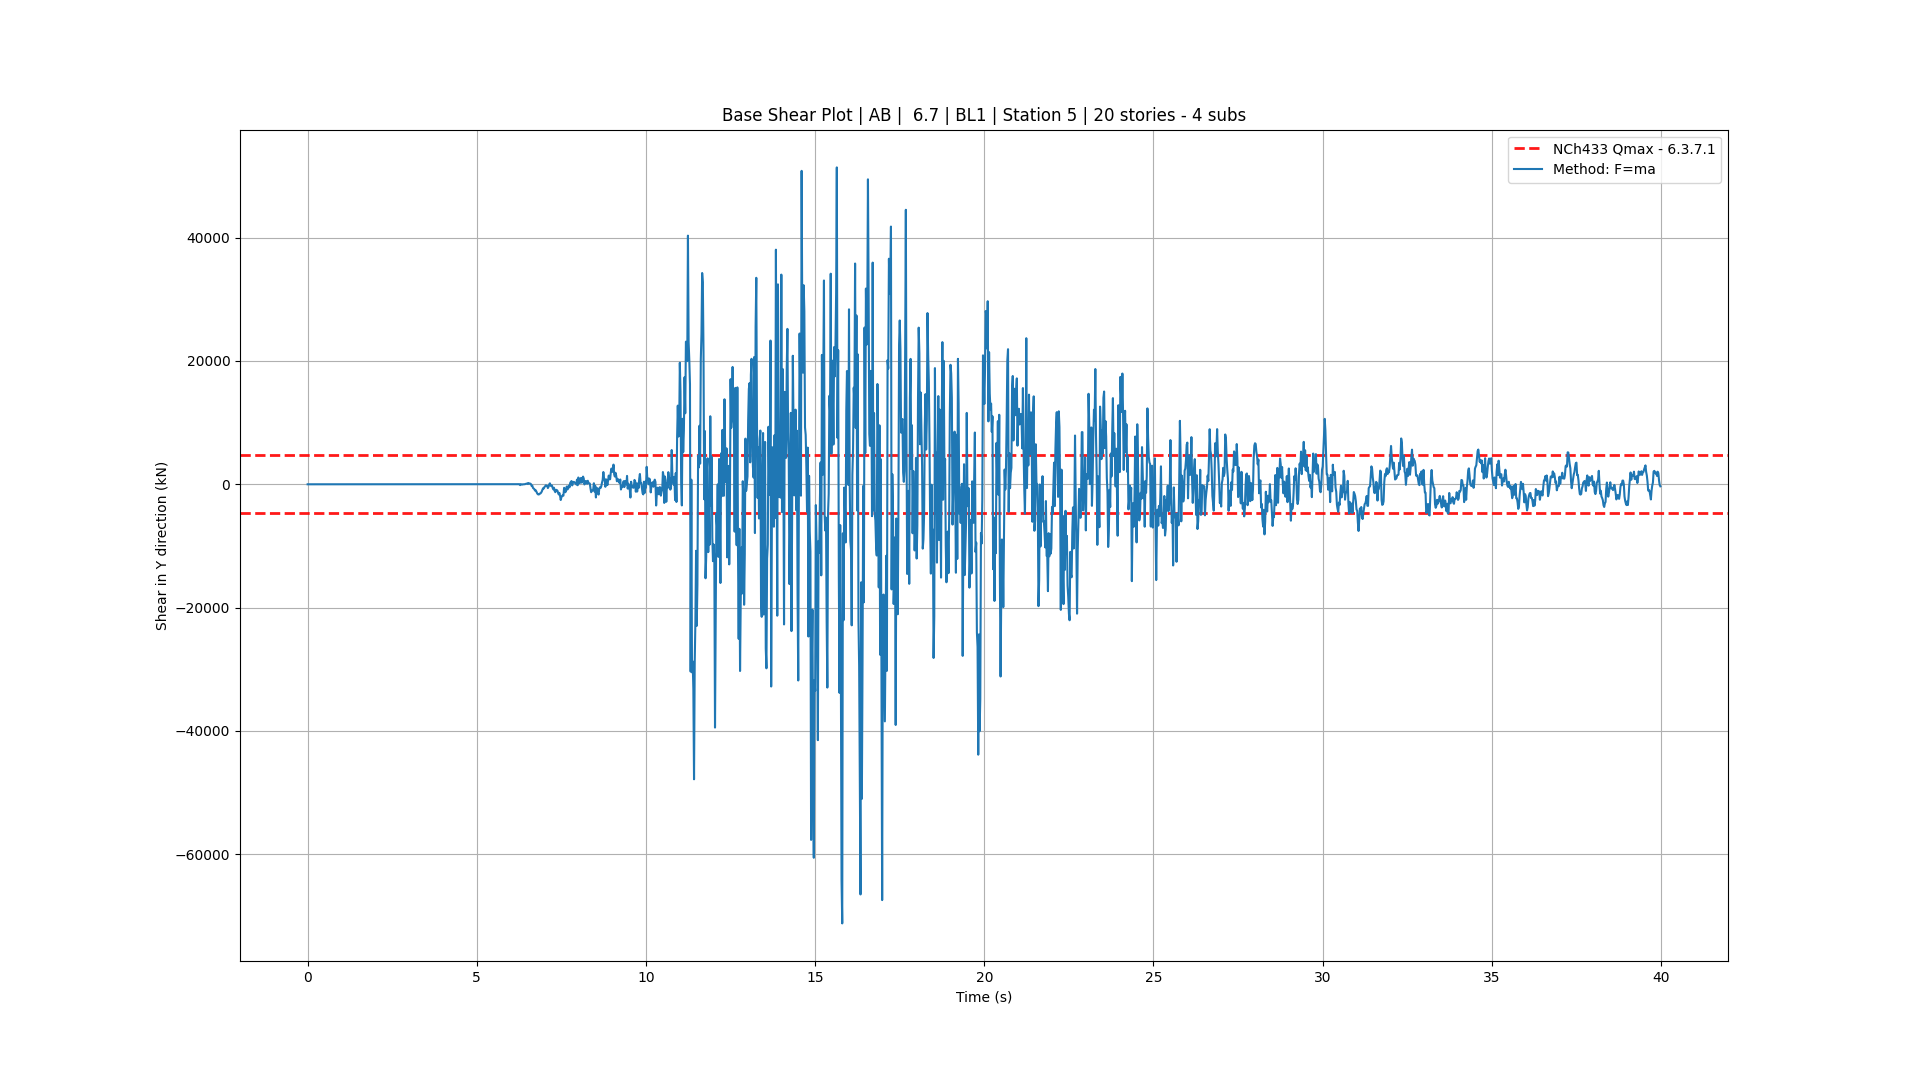 Base Shear Plot | AB |  6.7 | BL1 | Station 5 | 20 stories - 4 subs
NCh433 Qmax - 6.3.7.1
Method: F=ma
Shear in Y direction (kN)
40000
20000
0
−20000
−40000
−60000
0 5 10 15 20 25 30 35 40
Time (s)